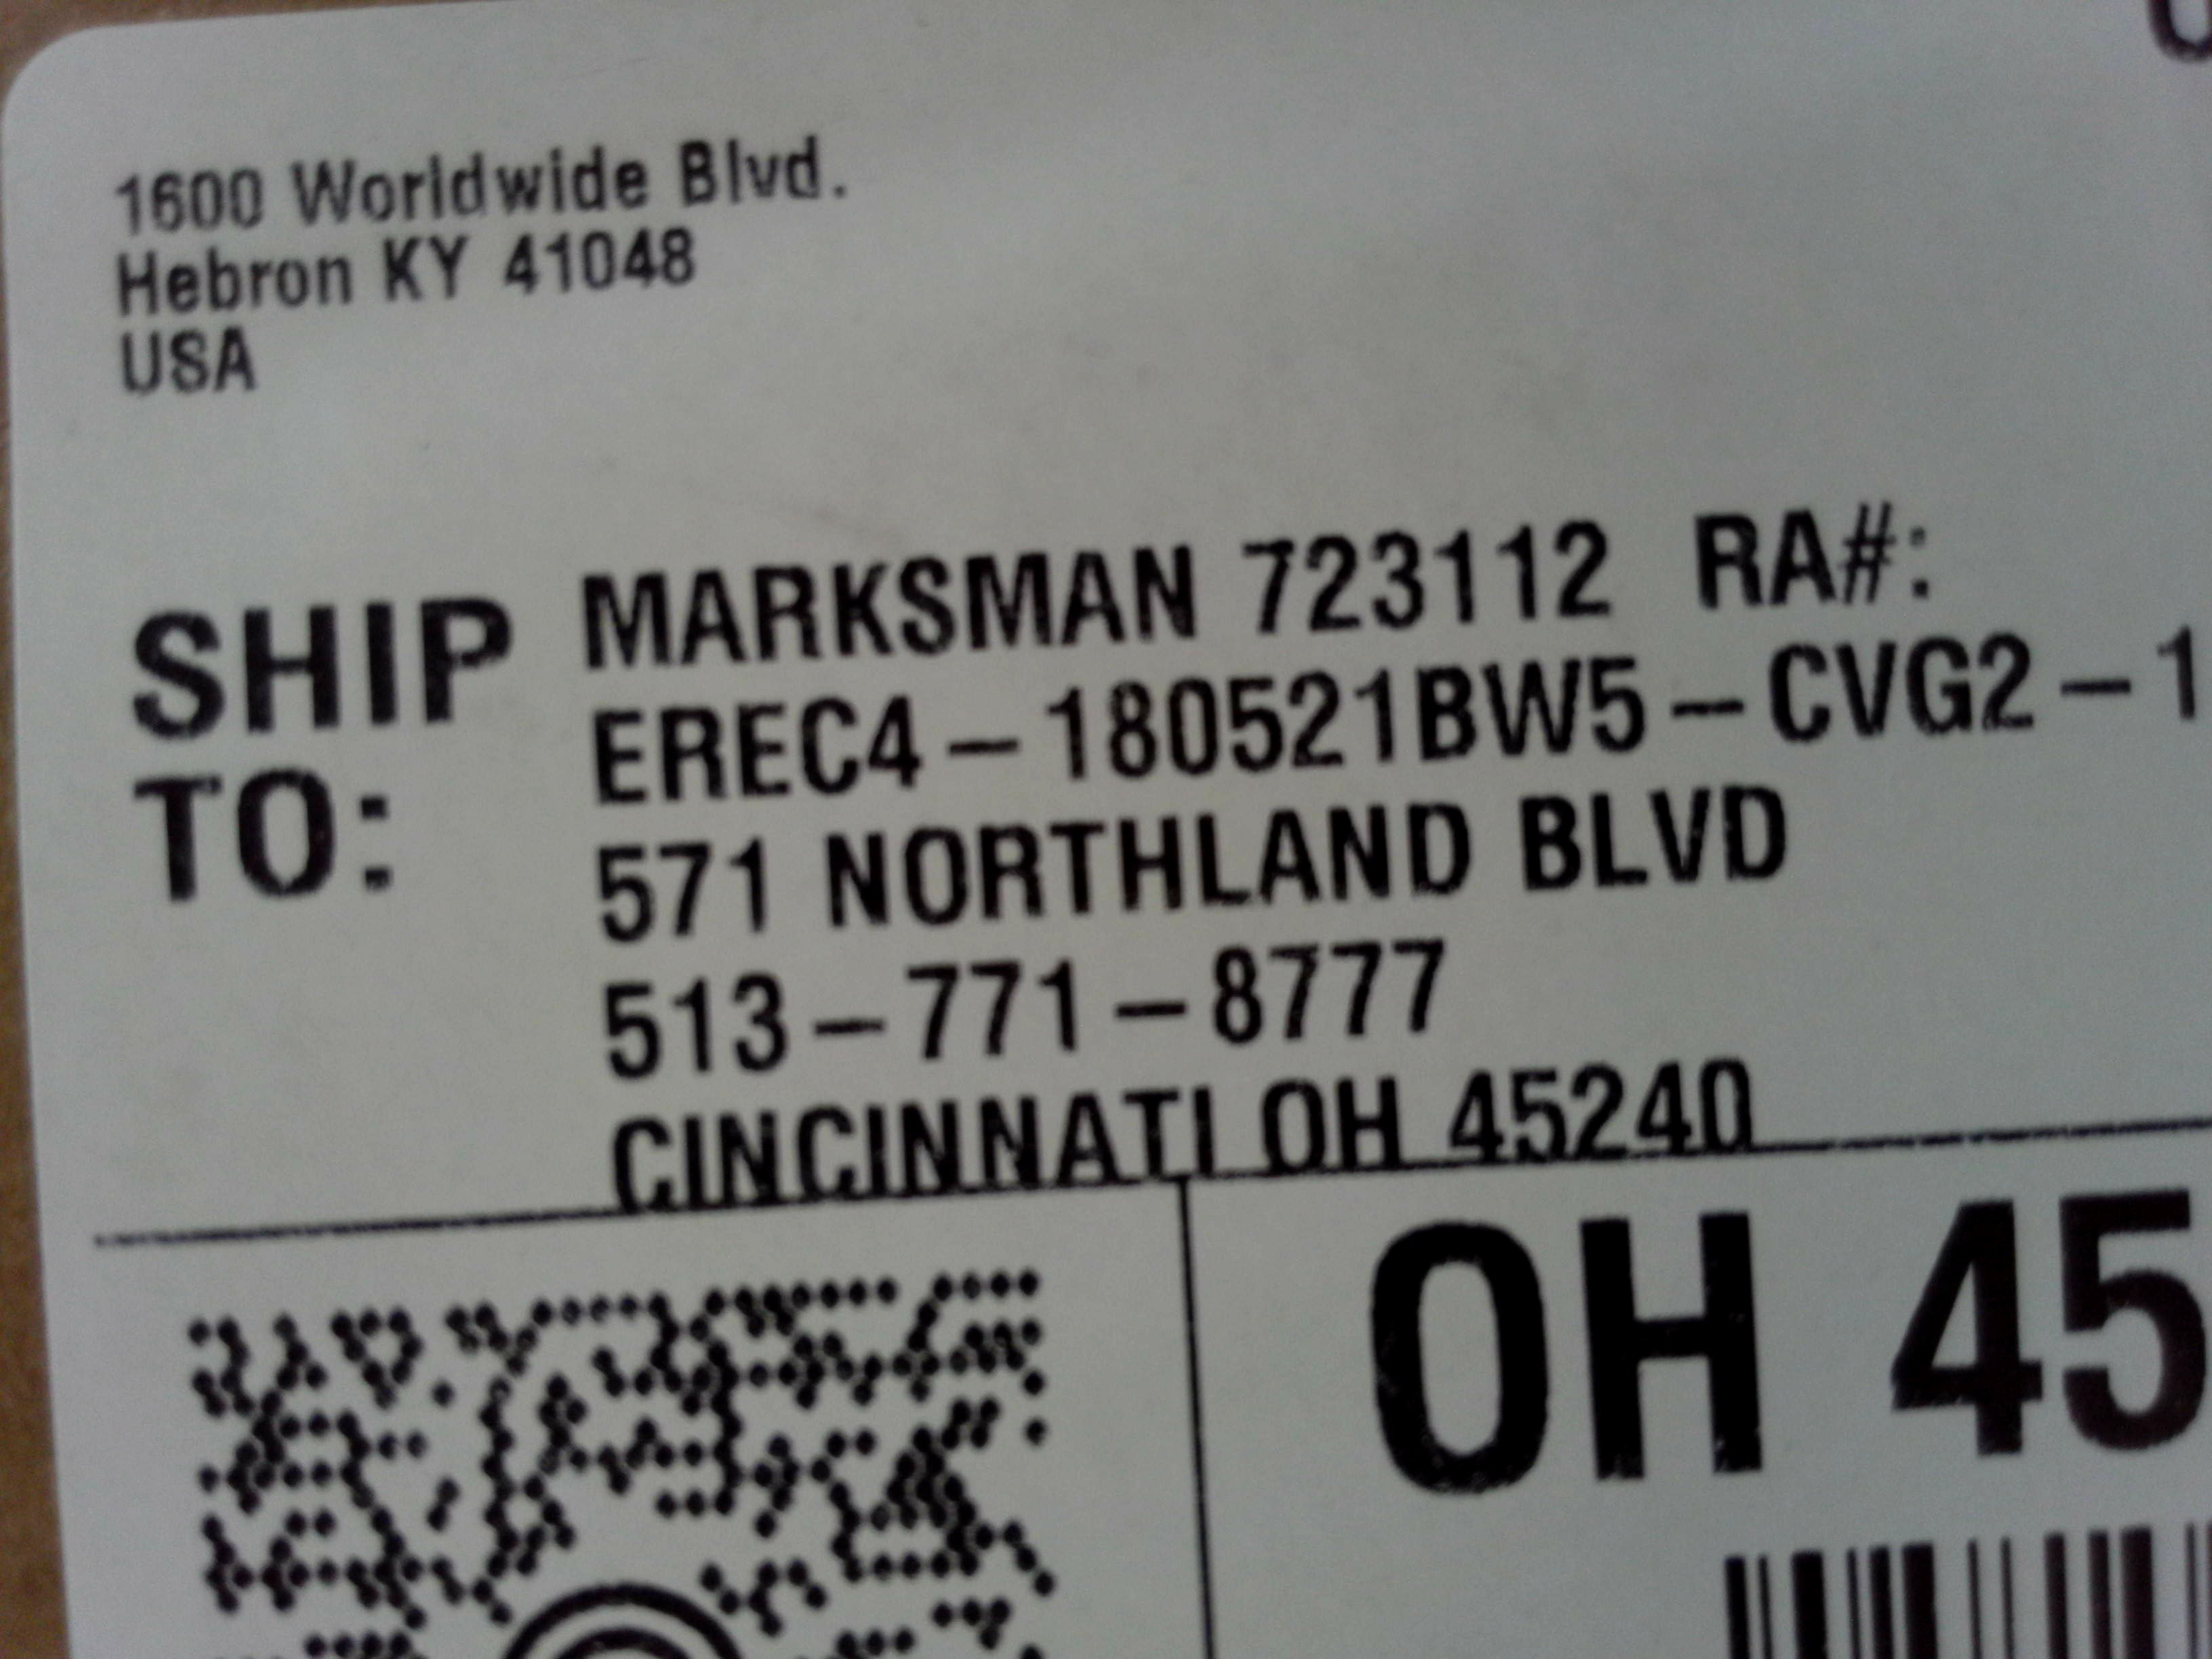 1600 Worldwide Blvd.
Hebron KY 41048
USA
SHIP TO:
MARKSMAN 723112 RA#:
EREC4-180521BW5-CVG2-1
571 NORTHLAND BLVD
513-771-8777
CINCINNATI OH 45240
OH 45